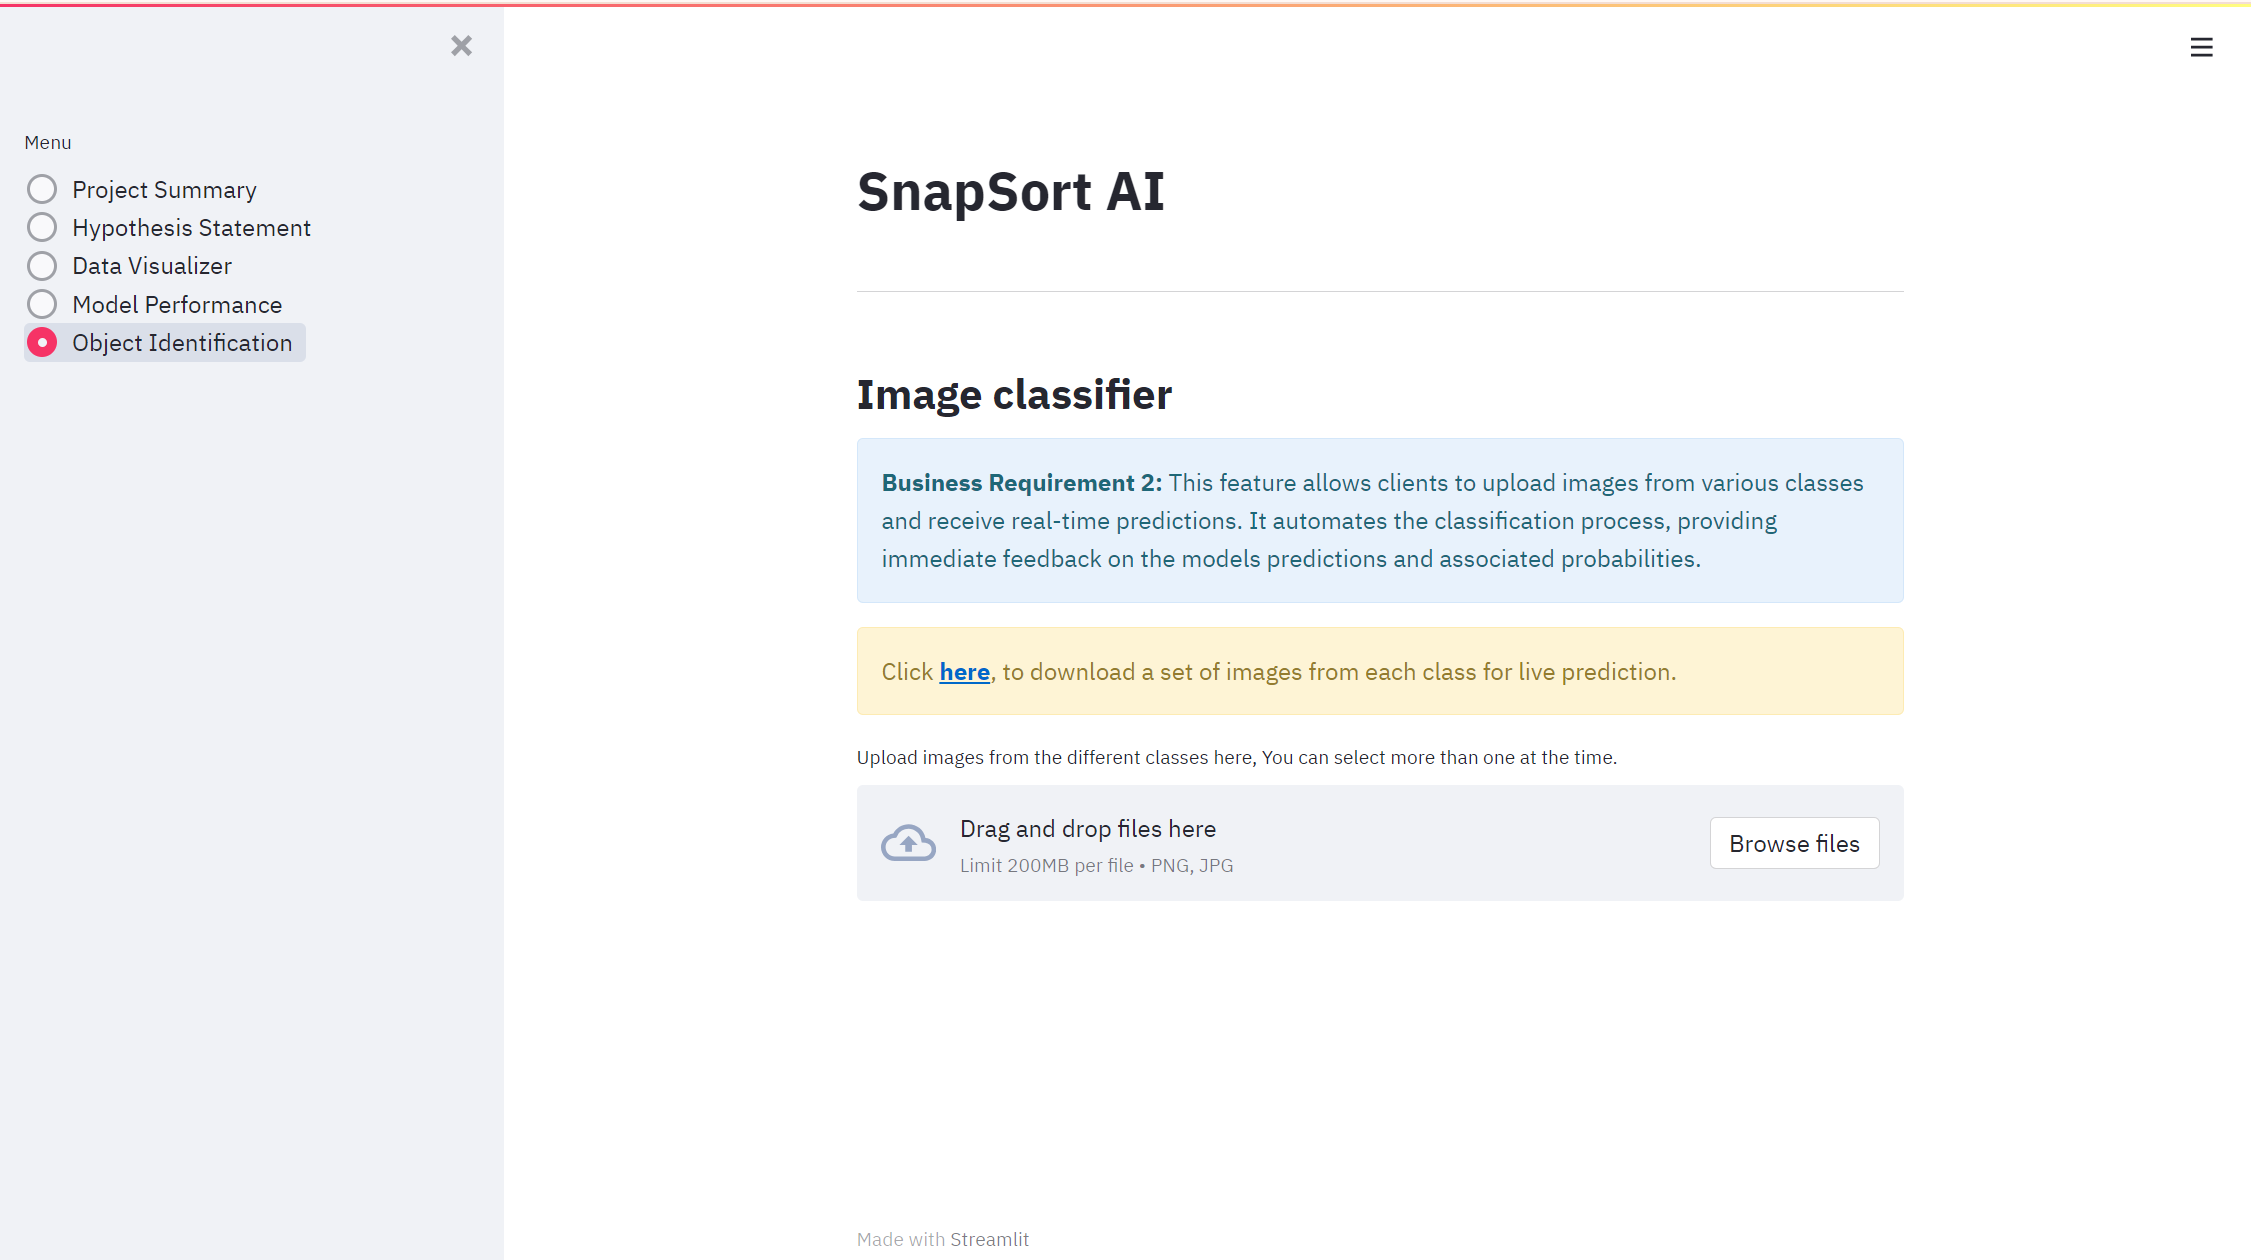 Menu
Project Summary
Hypothesis Statement
Data Visualizer
Model Performance
Object Identification
SnapSort AI
Image classifier
Business Requirement 2: This feature allows clients to upload images from various classes
and receive real-time predictions. It automates the classification process, providing
immediate feedback on the models predictions and associated probabilities.
Click here, to download a set of images from each class for live prediction.
Upload images from the different classes here, You can select more than one at the time.
Drag and drop files here
Limit 200MB per file • PNG, JPG
Browse files
Made with Streamlit